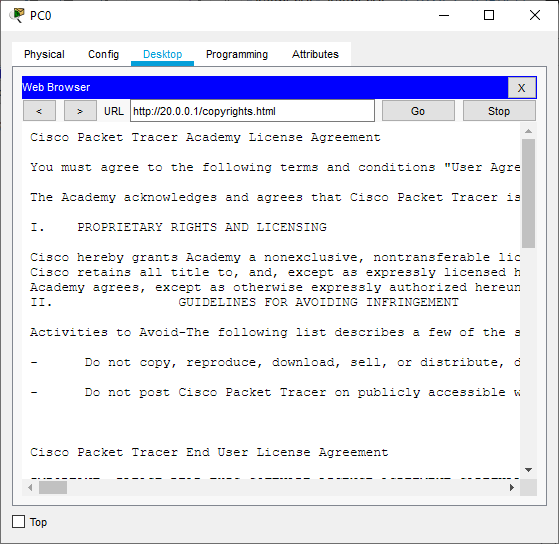 PC0
Physical Config Desktop Programming Attributes
Web Browser X
< > URL http://20.0.0.1/copyrights.html Go Stop
Cisco Packet Tracer Academy License Agreement
You must agree to the following terms and conditions "User Agre
The Academy acknowledges and agrees that Cisco Packet Tracer is
I. PROPRIETARY RIGHTS AND LICENSING
Cisco hereby grants Academy a nonexclusive, nontransferable lic
Cisco retains all title to, and, except as expressly licensed h
Academy agrees, except as otherwise expressly authorized hereun
II. GUIDELINES FOR AVOIDING INFRINGEMENT
Activities to Avoid-The following list describes a few of the s
- Do not copy, reproduce, download, sell, or distribute, d
- Do not post Cisco Packet Tracer on publicly accessible w
Cisco Packet Tracer End User License Agreement
Top